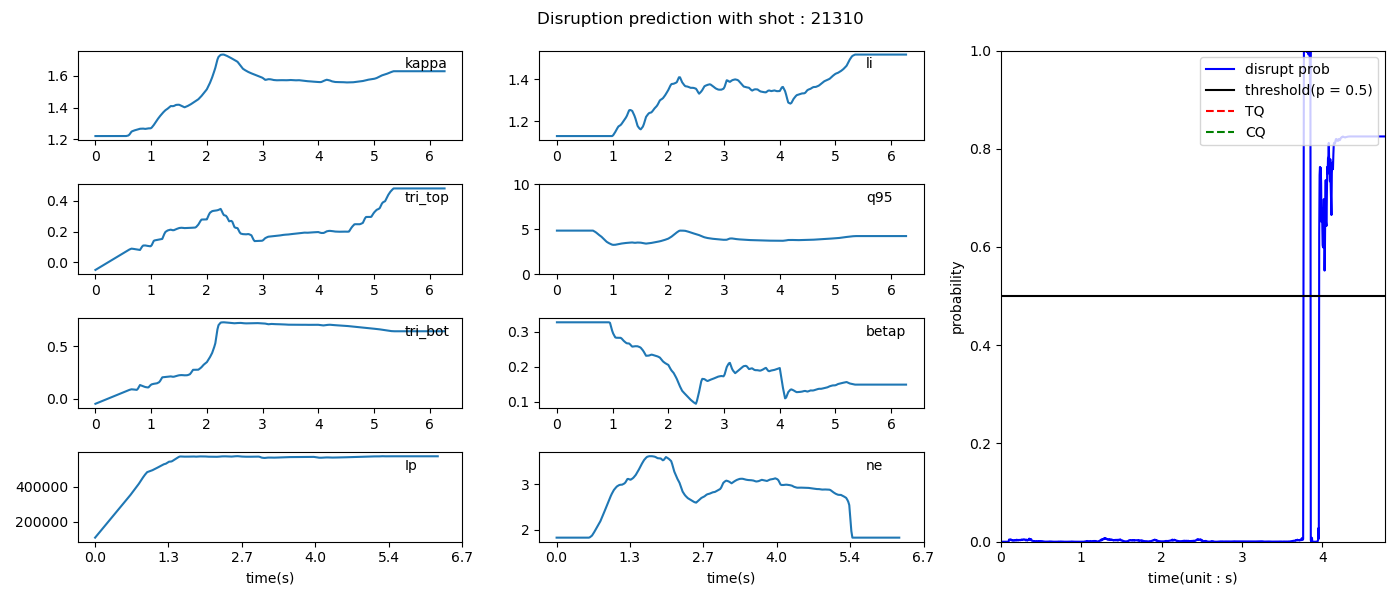 Disruption prediction with shot : 21310
kappa
1.6
1.4
1.2
0 1 2 3 4 5 6
li
1.4
1.2
0 1 2 3 4 5 6
tri_top
0.4
0.2
0.0
0 1 2 3 4 5 6
q95
10
5
0
0 1 2 3 4 5 6
tri_bot
0.5
0.0
0 1 2 3 4 5 6
betap
0.3
0.2
0.1
0 1 2 3 4 5 6
Ip
400000
200000
0.0 1.3 2.7 4.0 5.4 6.7
time(s)
ne
3
2
0.0 1.3 2.7 4.0 5.4 6.7
time(s)
disrupt prob
threshold(p = 0.5)
TQ
CQ
1.0
0.8
0.6
0.4
0.2
0.0
probability
0 1 2 3 4
time(unit : s)